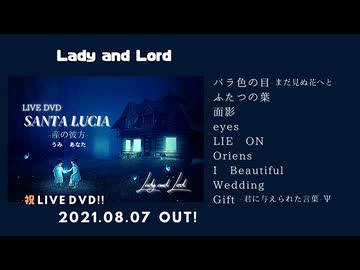 Lady and Lord
LIVE DVD
SANTA LUCIA
-産の彼方-
うみ あなた
Lady and Lord
祝 LIVE DVD!!
2021.08.07 OUT!
バラ色の目-まだ見ぬ花へと-
ふたつの葉
面影
eyes
LIE ON
Oriens
I Beautiful
Wedding
Gift -君に与えられた言葉-